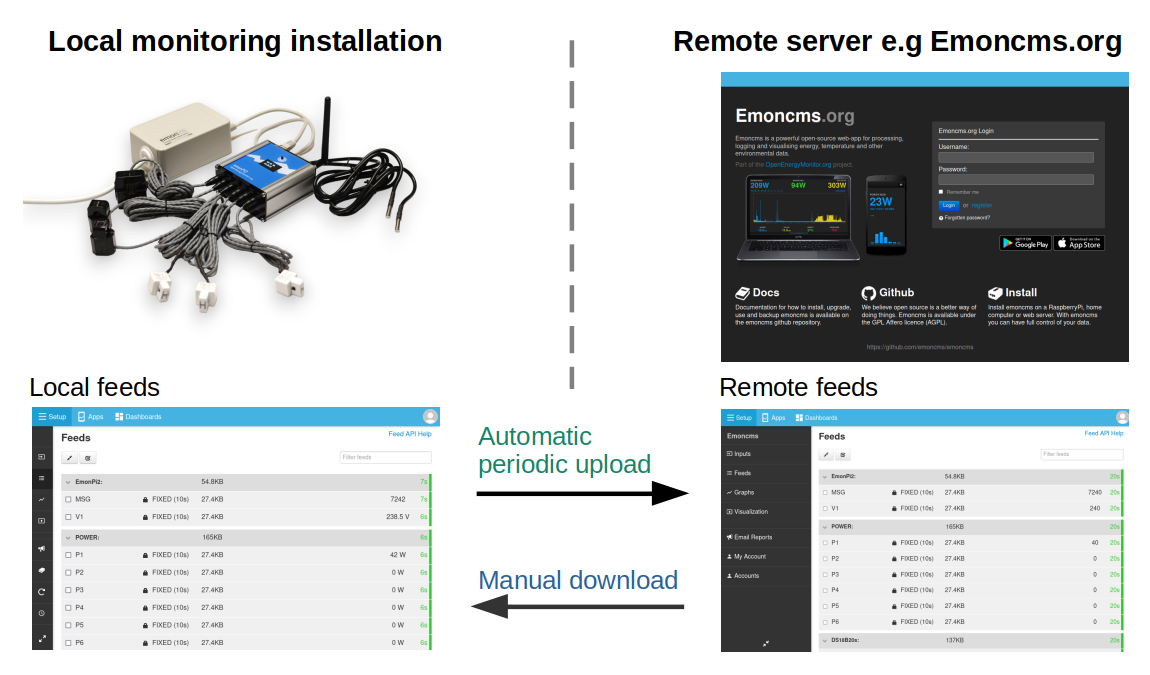 Local monitoring installation
Remote server e.g Emoncms.org
emon
Emoncms.org
Emoncms is a powerful open-source web-app for processing,
logging and visualising energy, temperature and other
environmental data.
Part of the OpenEnergyMonitor.org project.
209W 94W 303W
23W
Emoncms.org Login
Username:
Password:
Remember me
Login or register
Forgotten password?
GET IT ON Google Play
Download on the App Store
Docs
Documentation for how to install, upgrade,
use and backup emoncms is available on
the emoncms github repository.
Github
We believe open source is a better way of
doing things. Emoncms is available under
the GPL Affero licence (AGPL).
Install
Install emoncms on a RaspberryPi, home
computer or web server. With emoncms
you can have full control of your data.
https://github.com/emoncms/emoncms
Local feeds
Setup Apps Dashboards
Feeds
Feed API Help
Filter feeds
EmonPi2: 54.8KB 7s
MSG FIXED (10s) 27.4KB 7242 7s
V1 FIXED (10s) 27.4KB 238.5 V 6s
POWER: 165KB 6s
P1 FIXED (10s) 27.4KB 42 W 6s
P2 FIXED (10s) 27.4KB 0 W 6s
P3 FIXED (10s) 27.4KB 0 W 6s
P4 FIXED (10s) 27.4KB 0 W 6s
P5 FIXED (10s) 27.4KB 0 W 6s
P6 FIXED (10s) 27.4KB 0 W 6s
Automatic
periodic upload
Manual download
Remote feeds
Setup Apps Dashboards
Emoncms
Inputs
Feeds
Graphs
Visualization
Email Reports
My Account
Accounts
Feeds
Feed API Help
Filter feeds
EmonPi2: 54.8KB 20s
MSG FIXED (10s) 27.4KB 7240 20s
V1 FIXED (10s) 27.4KB 240 20s
POWER: 165KB 20s
P1 FIXED (10s) 27.4KB 40 20s
P2 FIXED (10s) 27.4KB 0 20s
P3 FIXED (10s) 27.4KB 0 20s
P4 FIXED (10s) 27.4KB 0 20s
P5 FIXED (10s) 27.4KB 0 20s
P6 FIXED (10s) 27.4KB 0 20s
DS18B20s: 137KB 20s